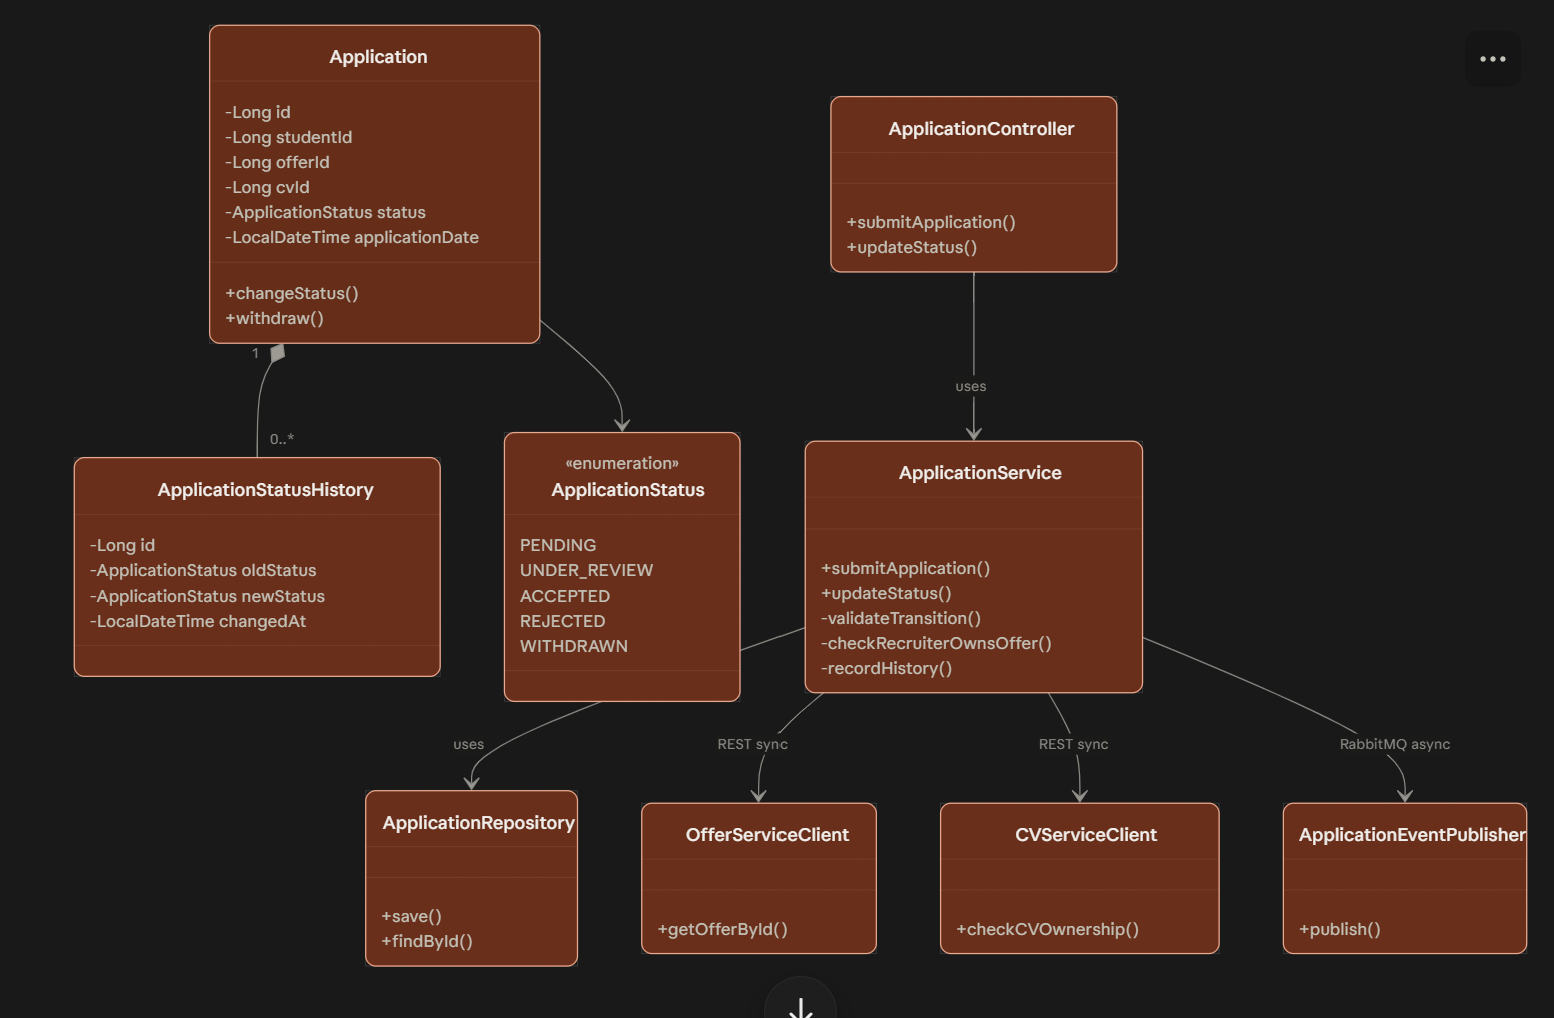 Application
-Long id
-Long studentId
-Long offerId
-Long cvId
-ApplicationStatus status
-LocalDateTime applicationDate
+changeStatus()
+withdraw()
ApplicationController
+submitApplication()
+updateStatus()
1
0..*
uses
ApplicationStatusHistory
-Long id
-ApplicationStatus oldStatus
-ApplicationStatus newStatus
-LocalDateTime changedAt
«enumeration»
ApplicationStatus
PENDING
UNDER_REVIEW
ACCEPTED
REJECTED
WITHDRAWN
ApplicationService
+submitApplication()
+updateStatus()
-validateTransition()
-checkRecruiterOwnsOffer()
-recordHistory()
uses
REST sync
REST sync
RabbitMQ async
ApplicationRepository
+save()
+findById()
OfferServiceClient
+getOfferById()
CVServiceClient
+checkCVOwnership()
ApplicationEventPublisher
+publish()